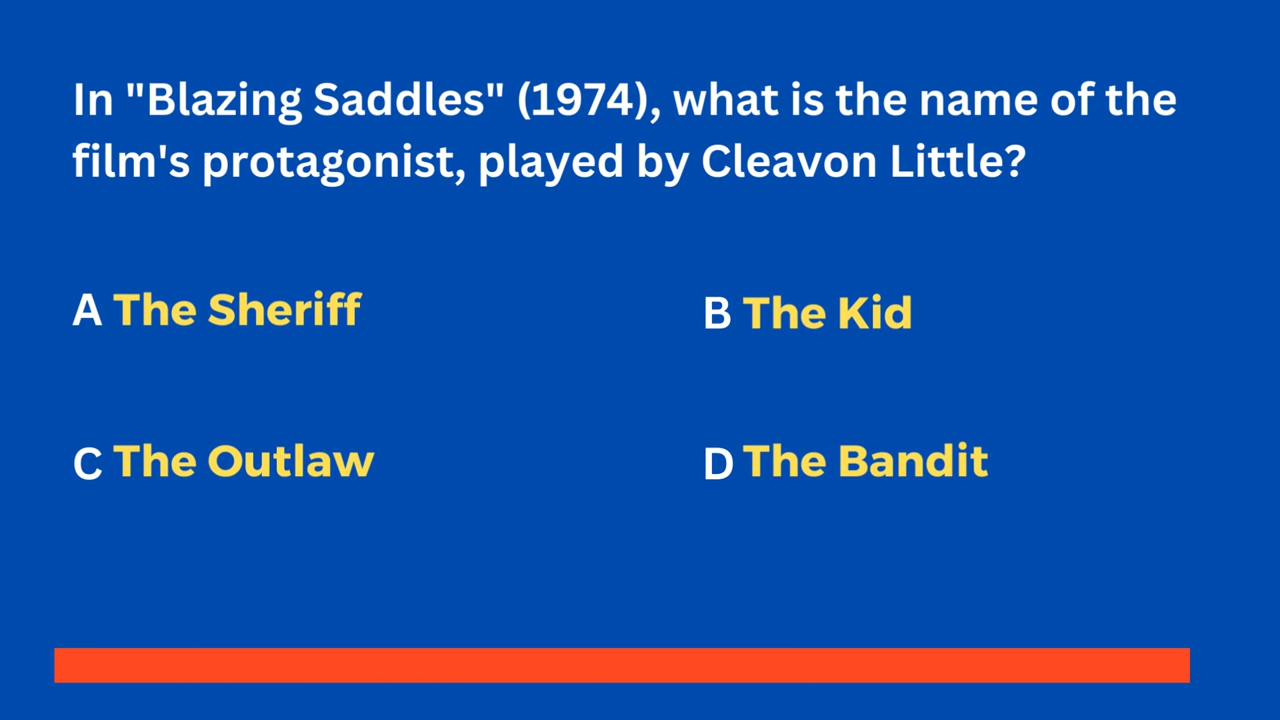 In "Blazing Saddles" (1974), what is the name of the
film's protagonist, played by Cleavon Little?
A The Sheriff
B The Kid
C The Outlaw
D The Bandit